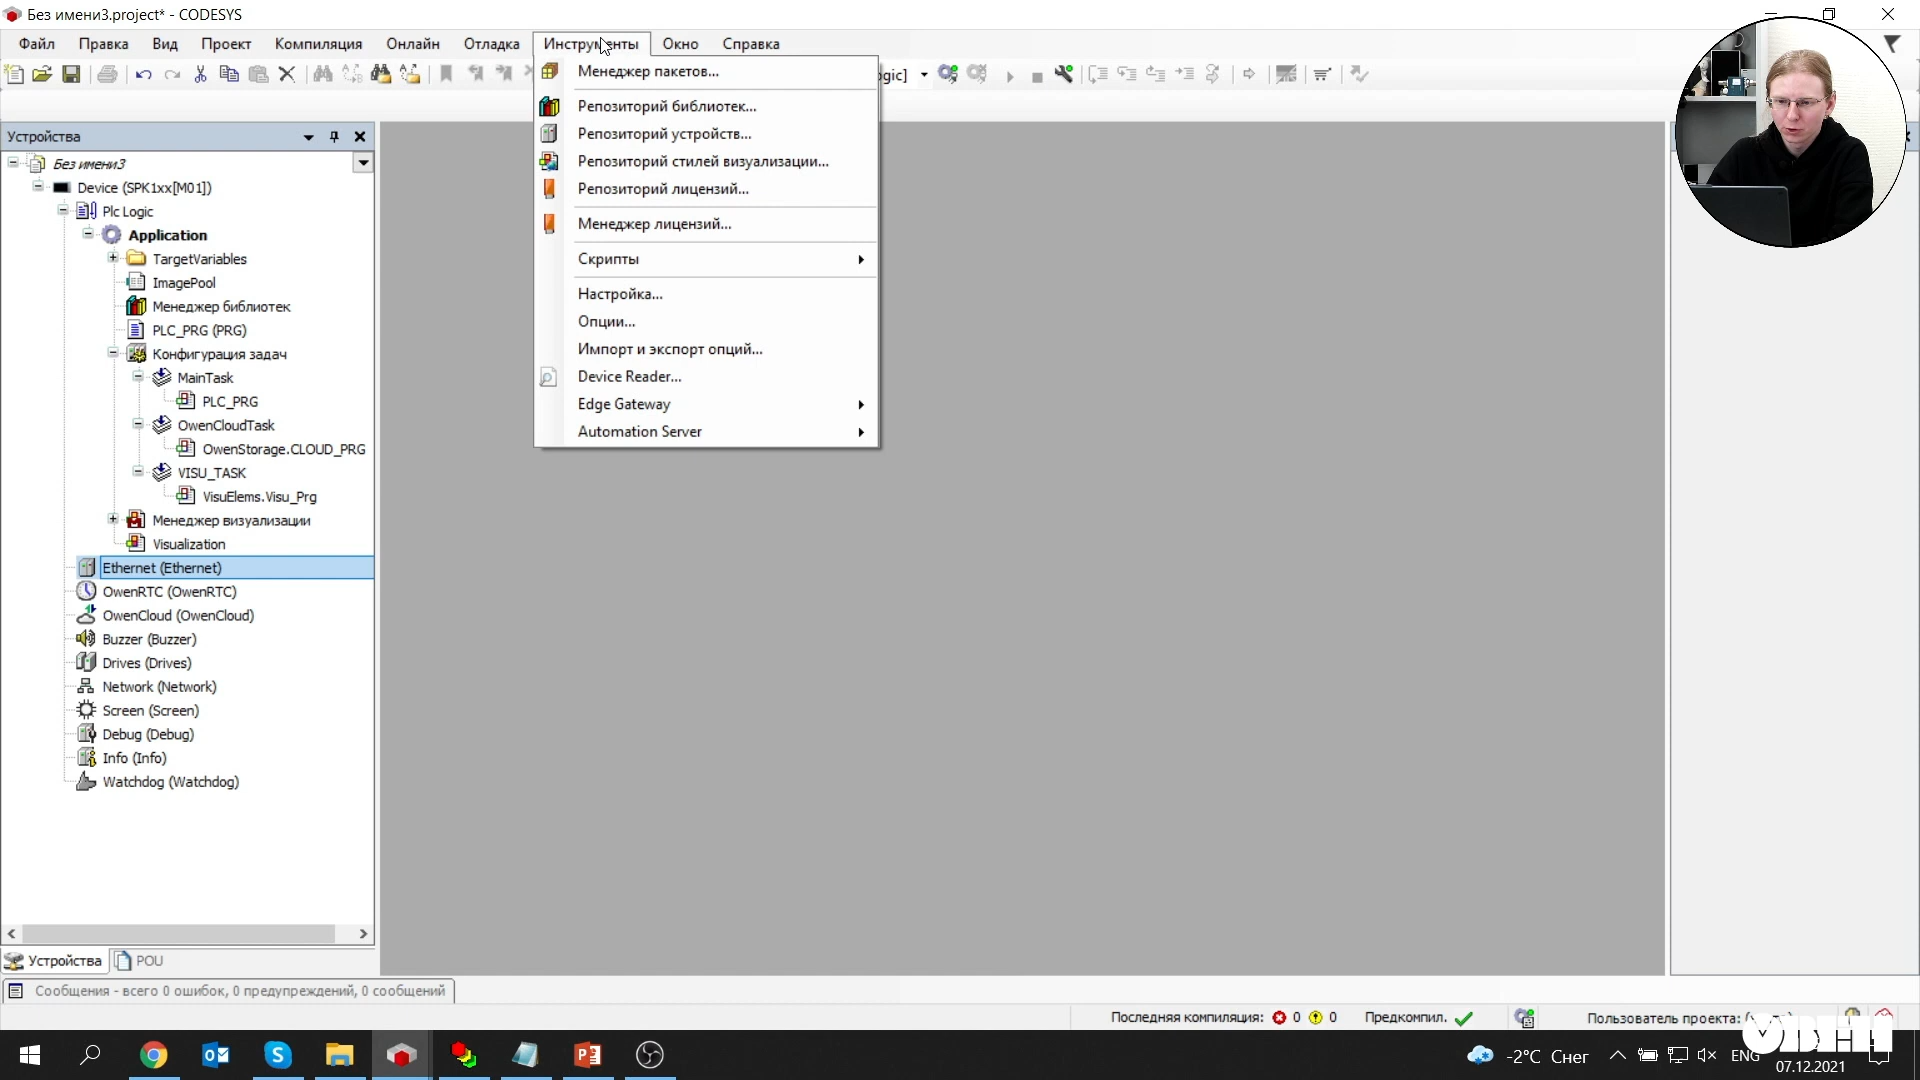 Без имени3.project* - CODESYS
Файл Правка Вид Проект Компиляция Онлайн Отладка Инструменты Окно Справка
Менеджер пакетов...
Репозиторий библиотек...
Репозиторий устройств...
Репозиторий стилей визуализации...
Репозиторий лицензий...
Менеджер лицензий...
Скрипты
Настройка...
Опции...
Импорт и экспорт опций...
Device Reader...
Edge Gateway
Automation Server
Устройства
Без имени3
Device (SPK1xx[M01])
Plc Logic
Application
TargetVariables
ImagePool
Менеджер библиотек
PLC_PRG (PRG)
Конфигурация задач
MainTask
PLC_PRG
OwenCloudTask
OwenStorage.CLOUD_PRG
VISU_TASK
VisuElems.Visu_Prg
Менеджер визуализации
Visualization
Ethernet (Ethernet)
OwenRTC (OwenRTC)
OwenCloud (OwenCloud)
Buzzer (Buzzer)
Drives (Drives)
Network (Network)
Screen (Screen)
Debug (Debug)
Info (Info)
Watchdog (Watchdog)
Устройства POU
Сообщения - всего 0 ошибок, 0 предупреждений, 0 сообщений
Последняя компиляция: 0 0 Предкомпил. Пользователь проекта:
-2°C Снег ENG
07.12.2021